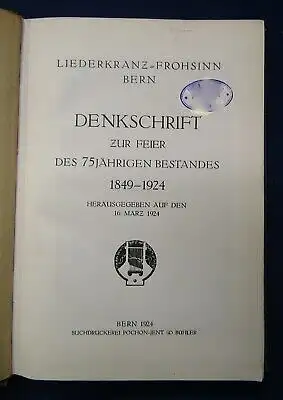 LIEDERKRANZ-FROHSINN
BERN
DENKSCHRIFT
ZUR FEIER
DES 75JÄHRIGEN BESTANDES
1849-1924
HERAUSGEGEBEN AUF DEN
16. MÄRZ 1924
BERN 1924
BUCHDRUCKEREI POCHON-JENT & BÜHLER